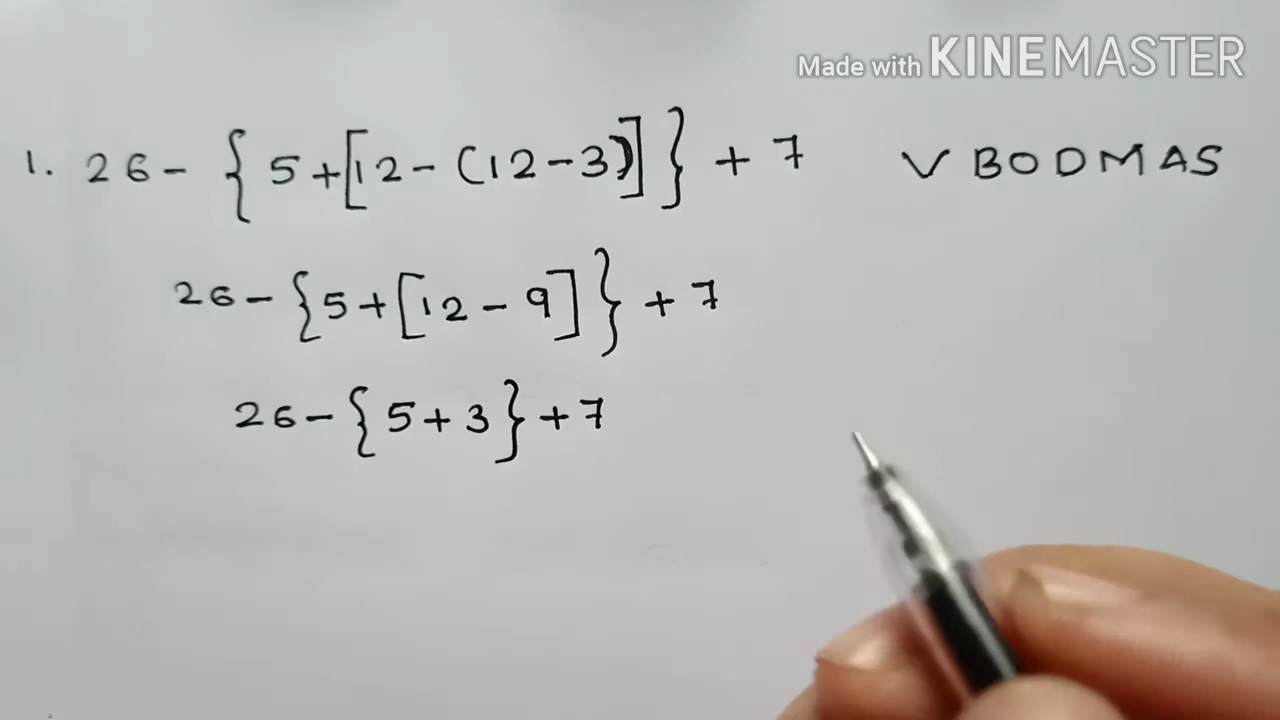 Made with KINEMASTER
1. 26 - { 5 + [12 - (12 - 3)] } + 7 V BODMAS
26 - { 5 + [12 - 9] } + 7
26 - { 5 + 3 } + 7